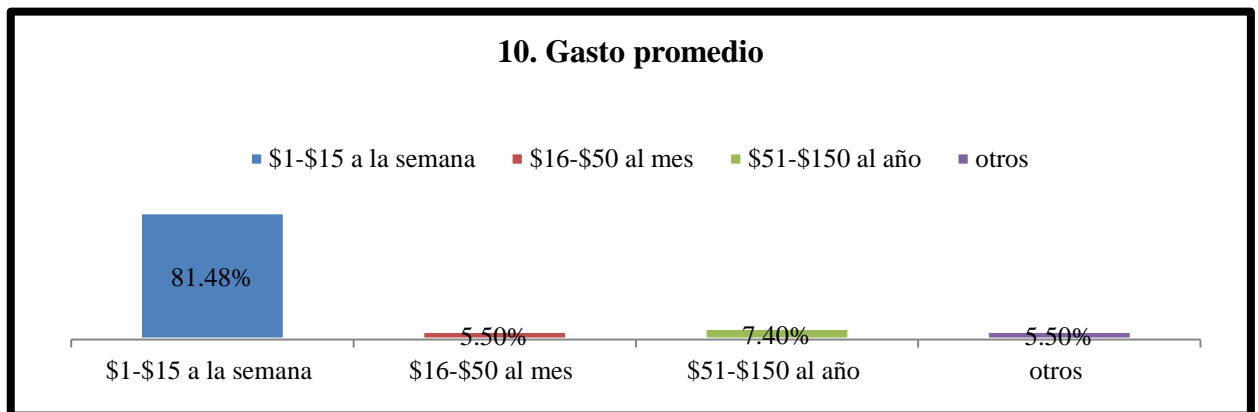 10. Gasto promedio
$1-$15 a la semana $16-$50 al mes $51-$150 al año otros
81.48% 5.50% 7.40% 5.50%
$1-$15 a la semana $16-$50 al mes $51-$150 al año otros